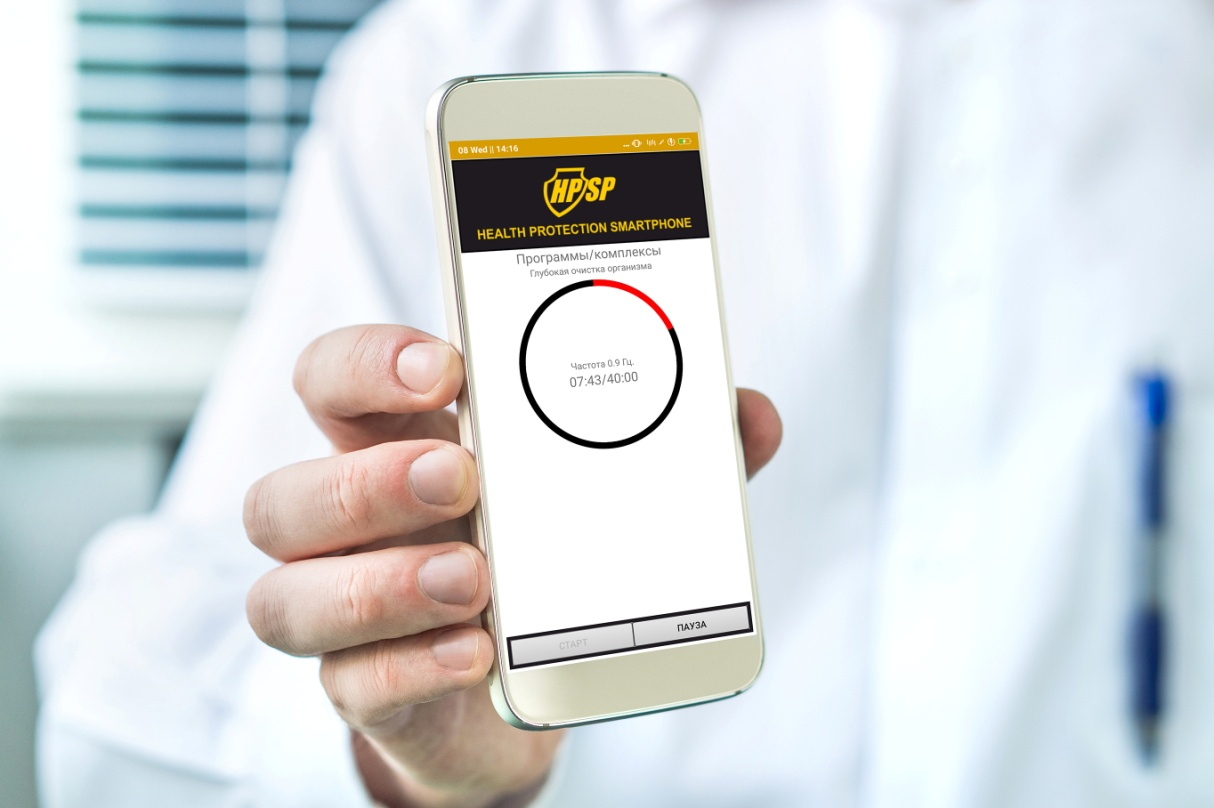 08 Wed || 14:16
HPSP
HEALTH PROTECTION SMARTPHONE
Программы/комплексы
Глубокая очистка организма
Частота 0.9 Гц.
07:43/40:00
СТАРТ
ПАУЗА